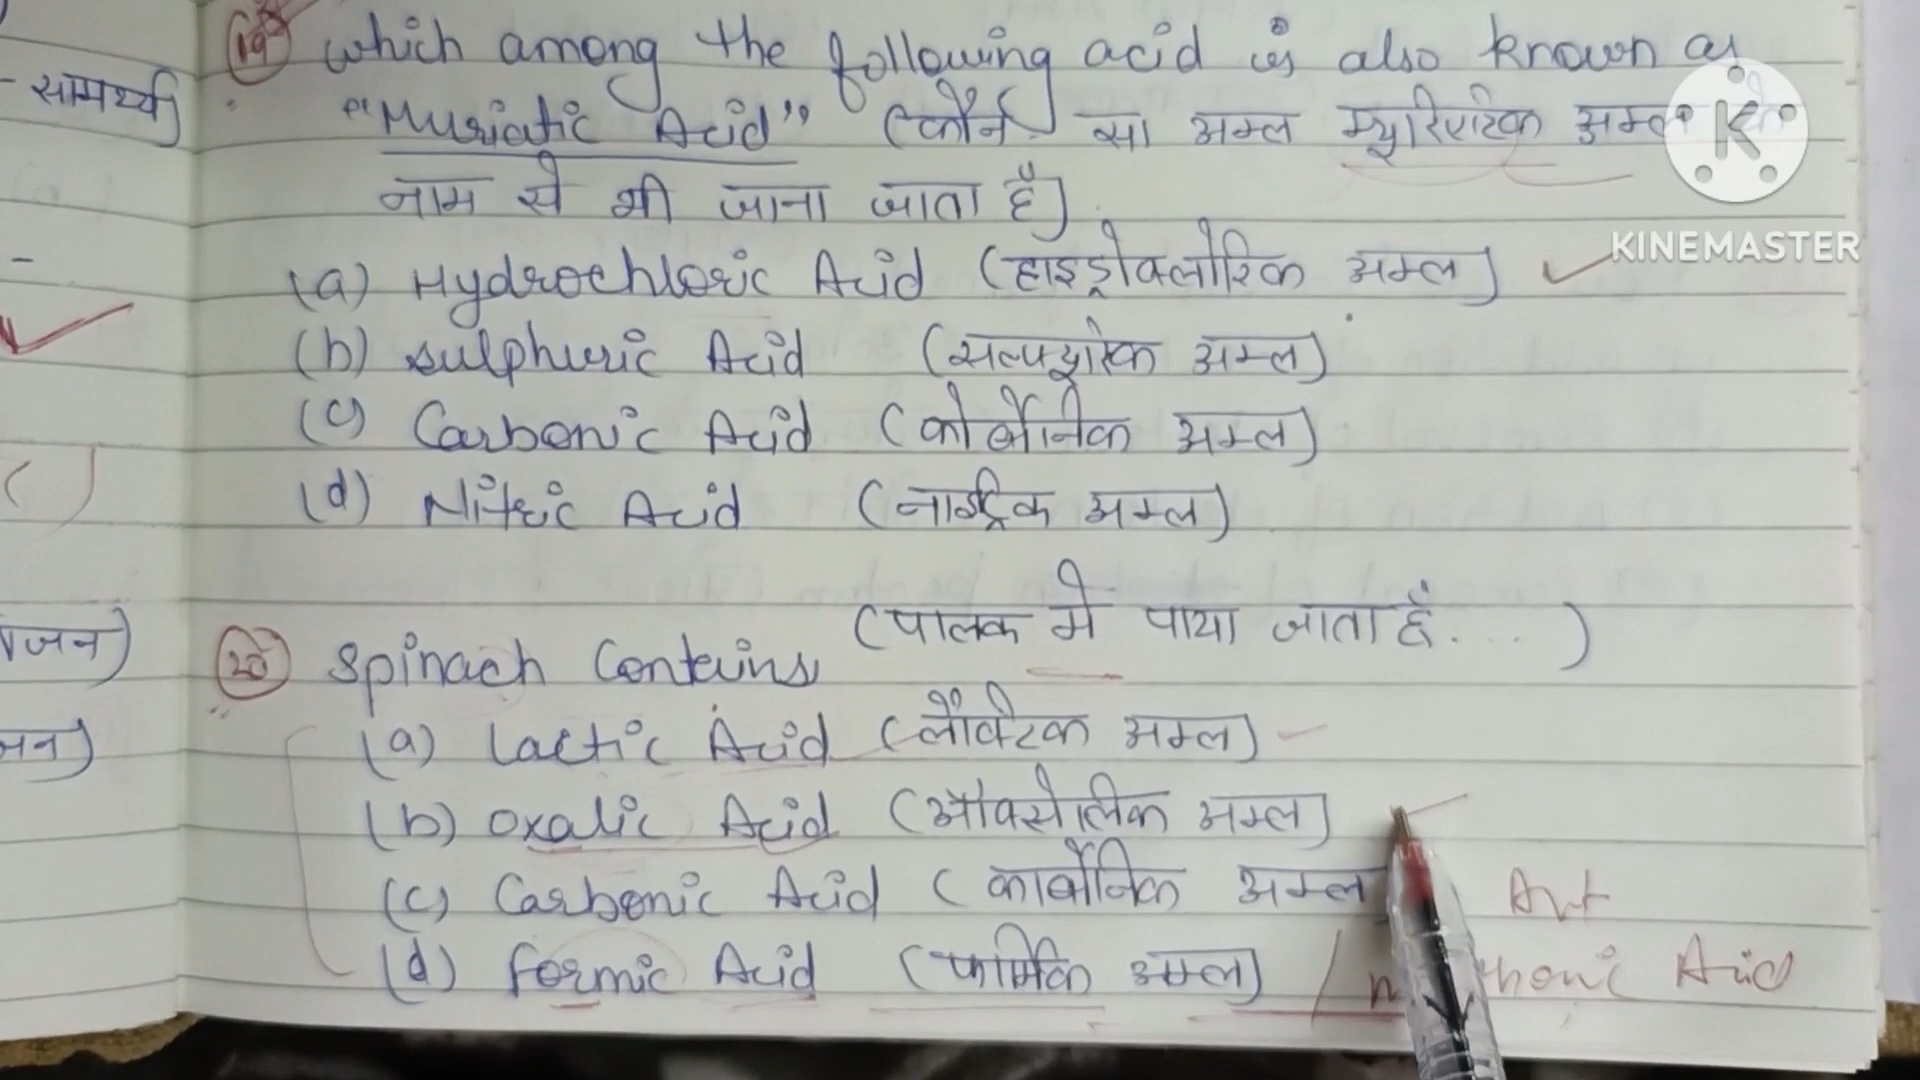 - सामर्थ्य)
19 which among the following acid is also known as
"Muriatic Acid" (कौन सा अम्ल म्यूरिएटिक अम्ल
नाम से भी जाना जाता है)
KINEMASTER
(a) Hydrochloric Acid (हाइड्रोक्लोरिक अम्ल)
(b) sulphuric Acid (सल्फ्यूरिक अम्ल)
(c) Carbonic Acid (कार्बोनिक अम्ल)
(d) Nitric Acid (नाइट्रिक अम्ल)
20 Spinach Contains (पालक मे पाया जाता है. . . )
(a) Lactic Acid (लैक्टिक अम्ल)
(b) Oxalic Acid (ऑक्सेलिक अम्ल)
(c) Carbonic Acid (कार्बोनिक अम्ल
(d) formic Acid (फार्मिक अम्ल) / Acid